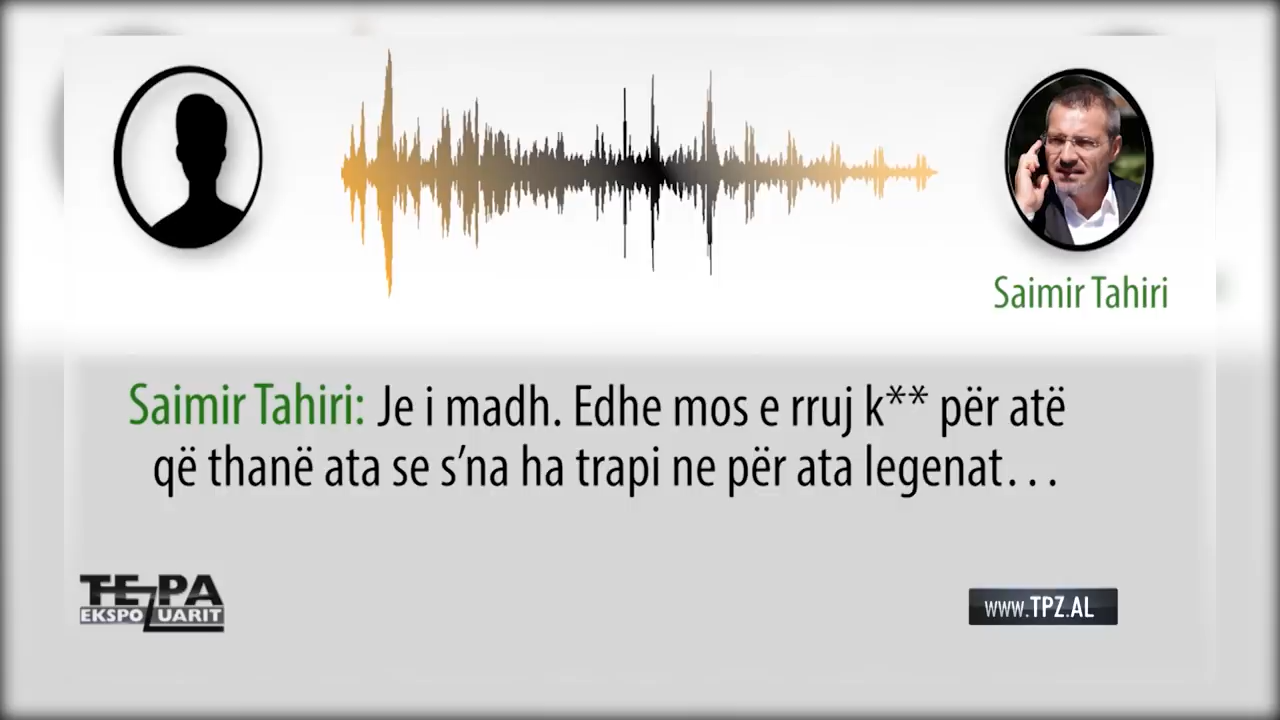 Saimir Tahiri
Saimir Tahiri: Je i madh. Edhe mos e rruj k** për atë
që thanë ata se s’na ha trapi ne për ata legenat...
TE PA
EKSPOZUARIT
www.TPZ.AL